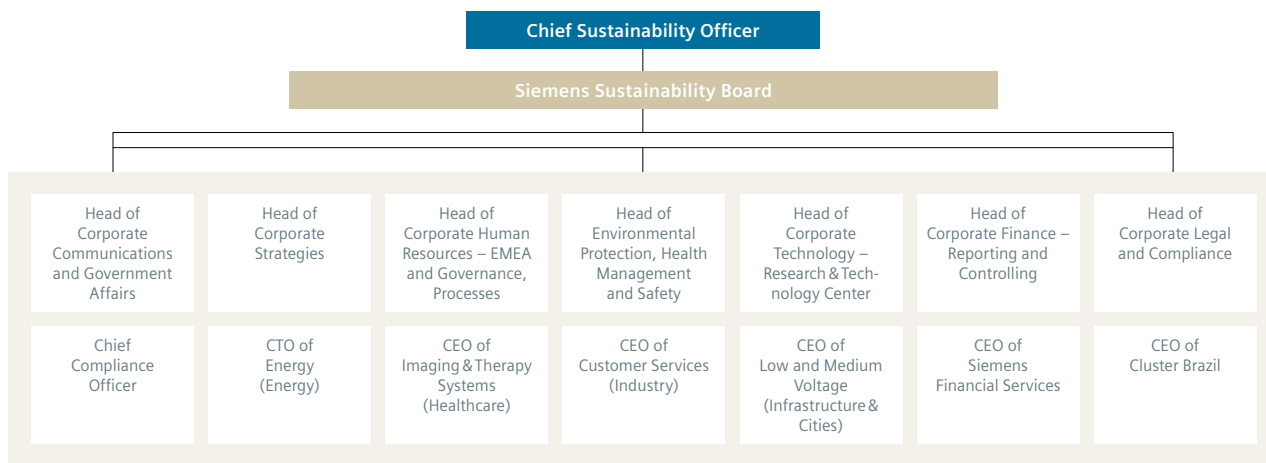 Chief Sustainability Officer
Siemens Sustainability Board
Head of
Corporate
Communications
and Government
Affairs
Head of
Corporate
Strategies
Head of
Corporate Human
Resources – EMEA
and Governance,
Processes
Head of
Environmental
Protection, Health
Management
and Safety
Head of
Corporate
Technology –
Research & Tech-
nology Center
Head of
Corporate Finance –
Reporting and
Controlling
Head of
Corporate Legal
and Compliance
Chief
Compliance
Officer
CTO of
Energy
(Energy)
CEO of
Imaging & Therapy
Systems
(Healthcare)
CEO of
Customer Services
(Industry)
CEO of
Low and Medium
Voltage
(Infrastructure &
Cities)
CEO of
Siemens
Financial Services
CEO of
Cluster Brazil